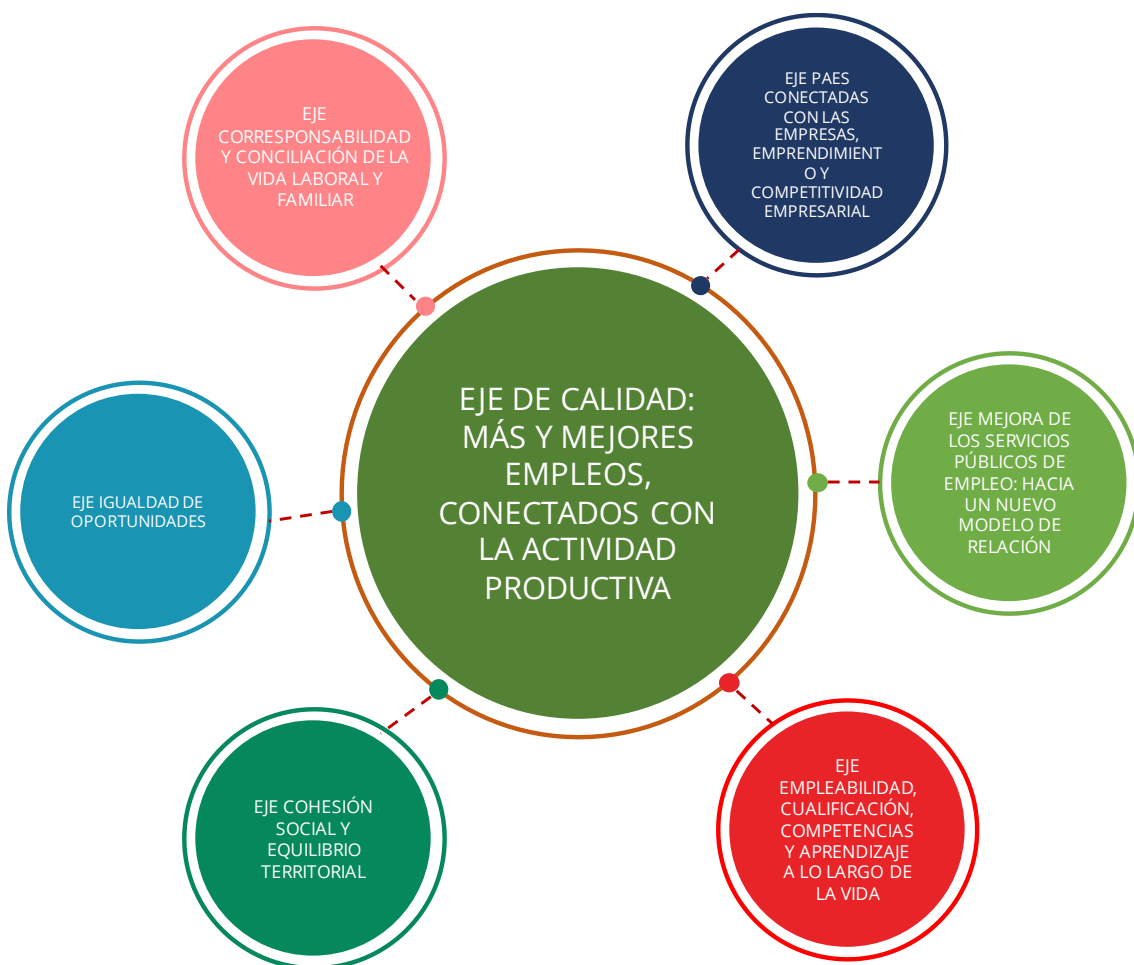 EJE
CORRESPONSABILIDAD
Y CONCILIACIÓN DE LA
VIDA LABORAL Y
FAMILIAR
EJE PAES
CONECTADAS
CON LAS
EMPRESAS,
EMPRENDIMIENT
O Y
COMPETITIVIDAD
EMPRESARIAL
EJE DE CALIDAD:
MÁS Y MEJORES
EMPLEOS,
CONECTADOS CON
LA ACTIVIDAD
PRODUCTIVA
EJE MEJORA DE
LOS SERVICIOS
PÚBLICOS DE
EMPLEO: HACIA
UN NUEVO
MODELO DE
RELACIÓN
EJE IGUALDAD DE
OPORTUNIDADES
EJE COHESIÓN
SOCIAL Y
EQUILIBRIO
TERRITORIAL
EJE
EMPLEABILIDAD,
CUALIFICACIÓN,
COMPETENCIAS
Y APRENDIZAJE
A LO LARGO DE
LA VIDA